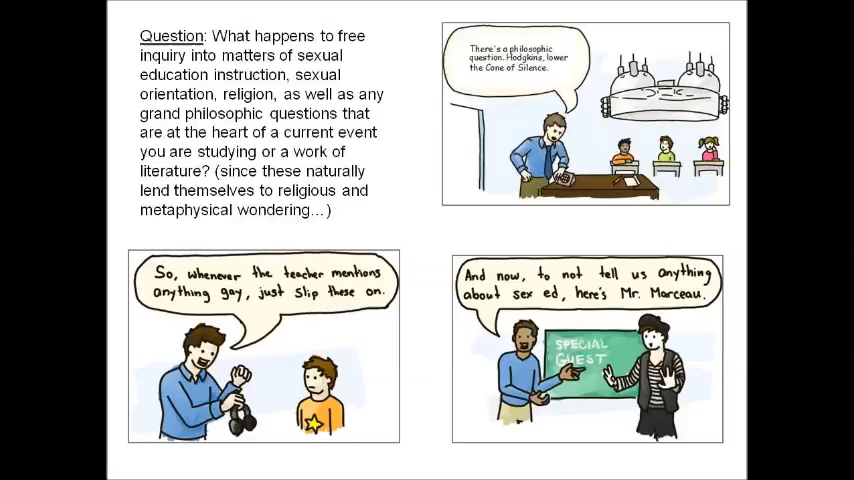 Question: What happens to free
inquiry into matters of sexual
education instruction, sexual
orientation, religion, as well as any
grand philosophic questions that
are at the heart of a current event
you are studying or a work of
literature? (since these naturally
lend themselves to religious and
metaphysical wondering…)
There's a philosophic
question. Hodgkins, lower
the Cone of Silence.
So, whenever the teacher mentions
anything gay, just slip these on.
And now, to not tell us anything
about sex ed, here's Mr. Marceau.
SPECIAL
GUEST